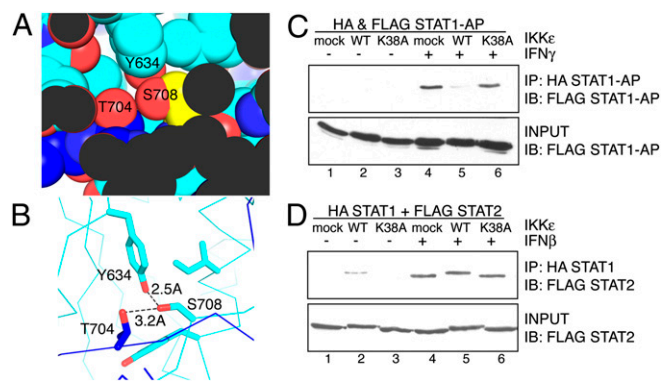 A
Y634
S708
T704
B
Y634
2.5A
S708
T704
3.2A
C
HA & FLAG STAT1-AP
mock WT K38A mock WT K38A IKKε
- - - + + + IFNγ
IP: HA STAT1-AP
IB: FLAG STAT1-AP
INPUT
IB: FLAG STAT1-AP
1 2 3 4 5 6
D
HA STAT1 + FLAG STAT2
mock WT K38A mock WT K38A IKKε
- - - + + + IFNβ
IP: HA STAT1
IB: FLAG STAT2
INPUT
IB: FLAG STAT2
1 2 3 4 5 6